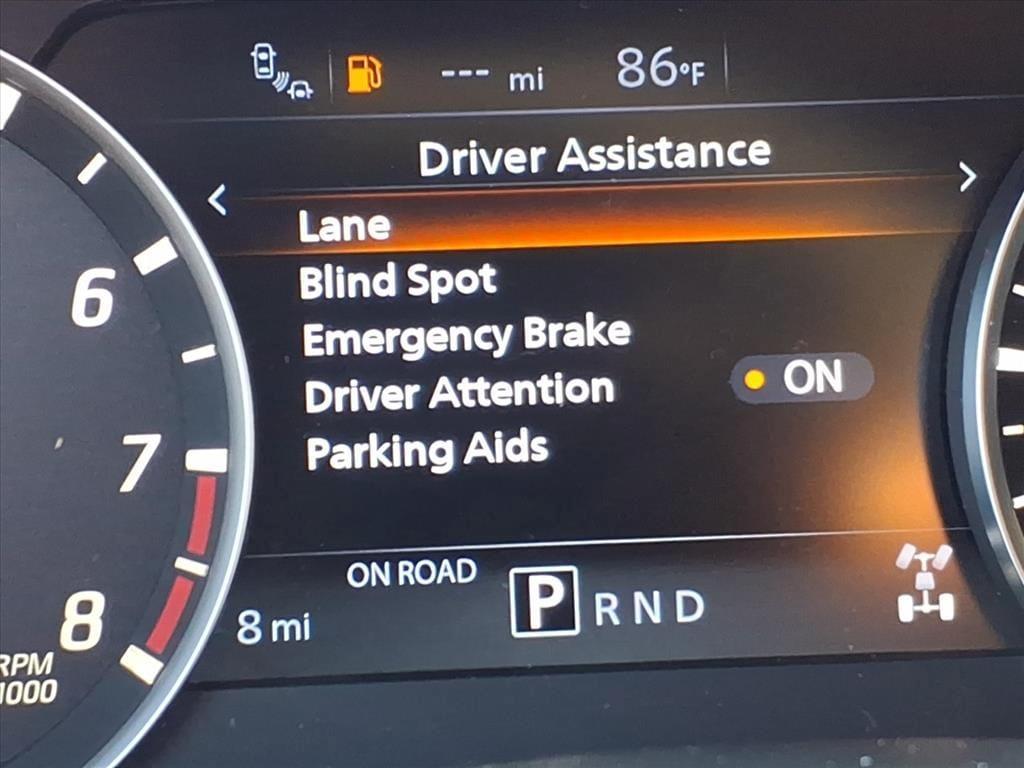 --- mi 86°F
Driver Assistance
Lane
Blind Spot
Emergency Brake
Driver Attention ON
Parking Aids
ON ROAD
8 mi P R N D
6
7
8
RPM
1000